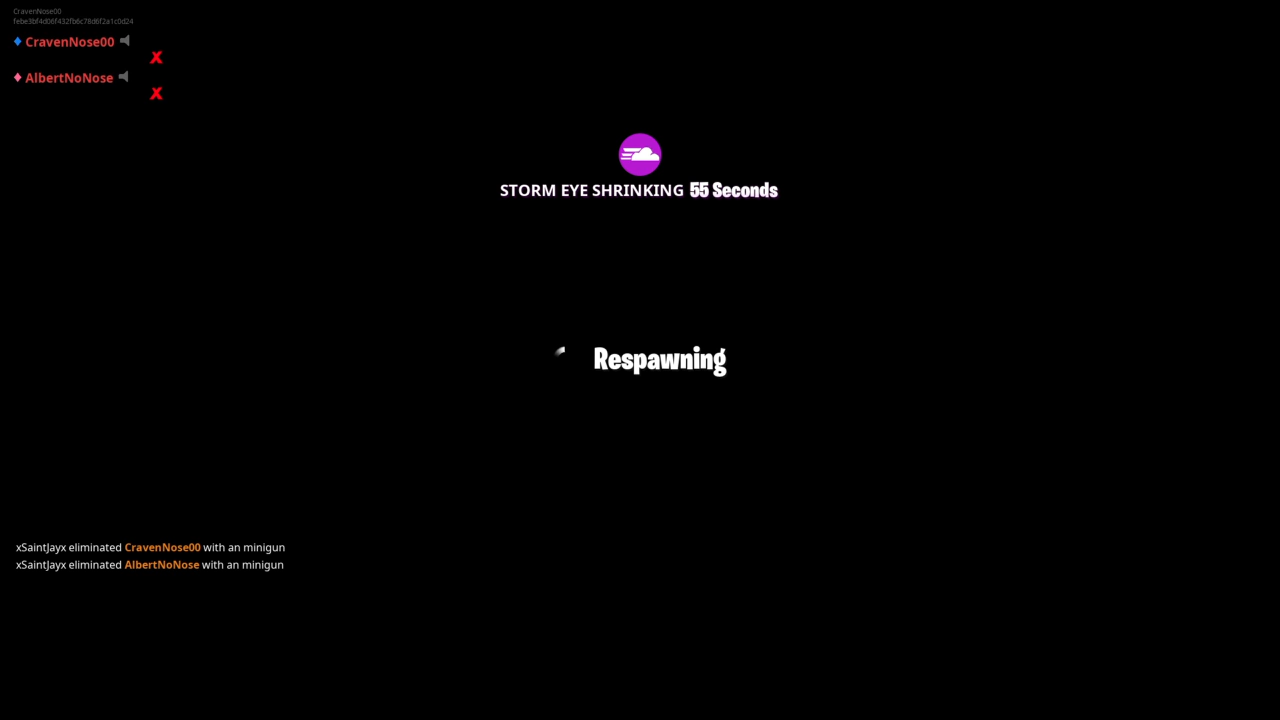 CravenNose00
febe3bf4d06f432fb6c78d6f2a1c0d24
CravenNose00
X
AlbertNoNose
X
STORM EYE SHRINKING 55 Seconds
Respawning
xSaintJayx eliminated CravenNose00 with an minigun
xSaintJayx eliminated AlbertNoNose with an minigun